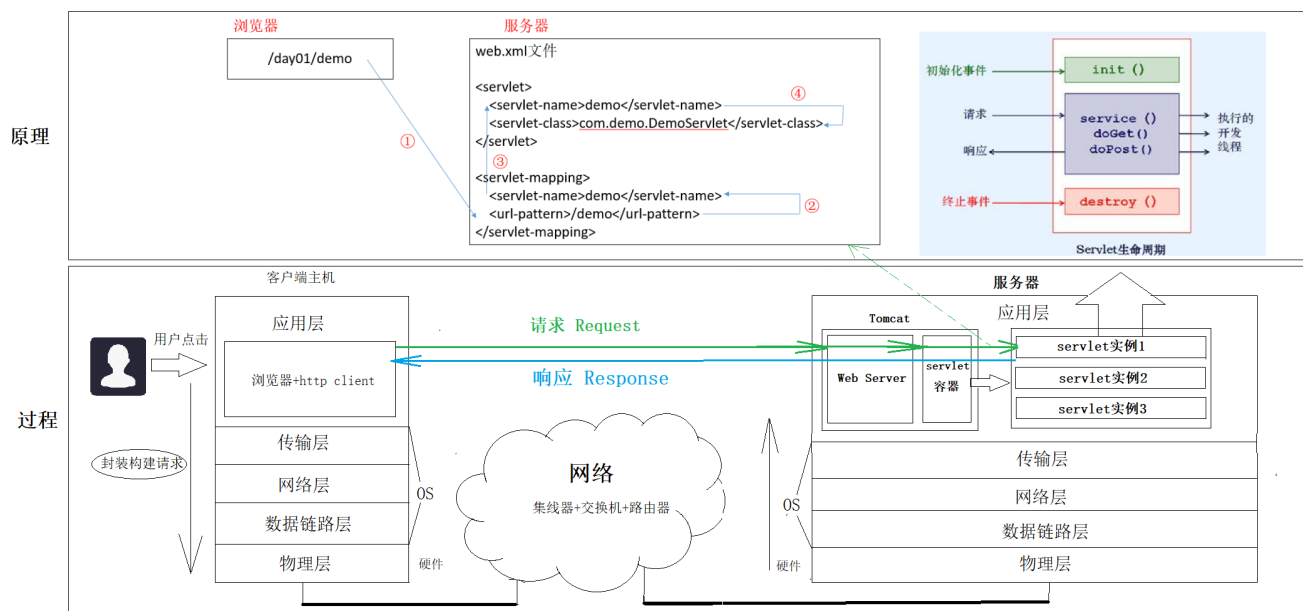 原理
浏览器
/day01/demo
①
服务器
web.xml文件
<servlet>
<servlet-name>demo</servlet-name>
④
<servlet-class>com.demo.DemoServlet</servlet-class>
</servlet>
③
<servlet-mapping>
<servlet-name>demo</servlet-name>
②
<url-pattern>/demo</url-pattern>
</servlet-mapping>
初始化事件
init ()
请求
响应
service ()
doGet()
doPost()
执行的
开发
线程
终止事件
destroy ()
Servlet生命周期
过程
用户点击
封装构建请求
客户端主机
应用层
浏览器+http client
传输层
网络层
数据链路层
物理层
OS
硬件
请求 Request
响应 Response
网络
集线器+交换机+路由器
服务器
应用层
Tomcat
Web Server
servlet
容器
servlet实例1
servlet实例2
servlet实例3
传输层
网络层
数据链路层
物理层
OS
硬件